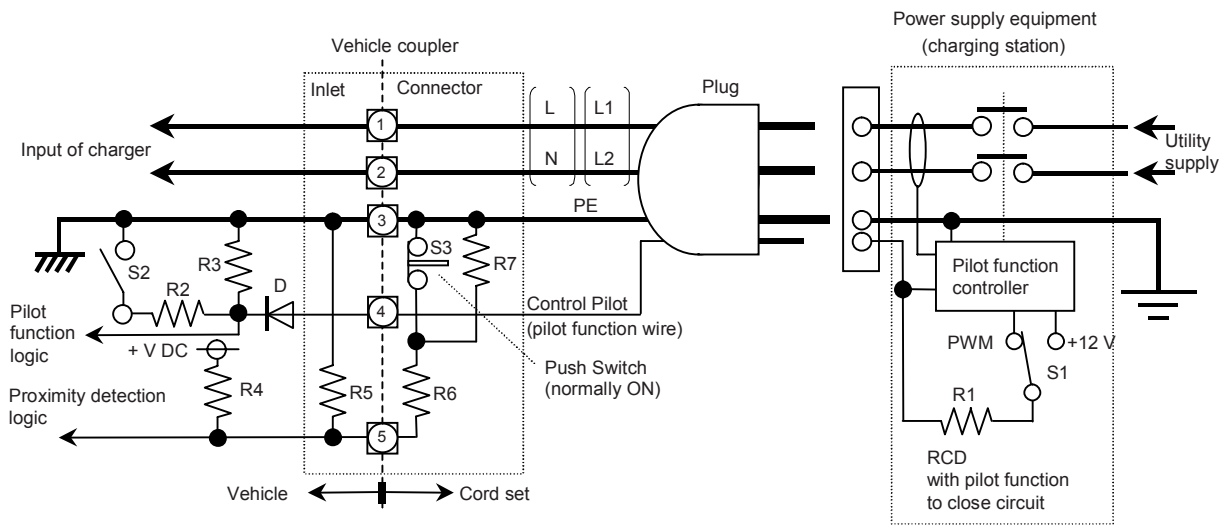 Power supply equipment
(charging station)
Vehicle coupler
Inlet
Connector
Plug
L
L1
1
Input of charger
N
L2
2
Utility
supply
PE
3
S2
R3
S3
R7
Pilot function
controller
R2
D
4
Control Pilot
(pilot function wire)
Pilot
function
logic
+ V DC
PWM
+12 V
S1
Push Switch
(normally ON)
R4
R5
R6
R1
Proximity detection
logic
5
RCD
with pilot function
to close circuit
Vehicle
Cord set